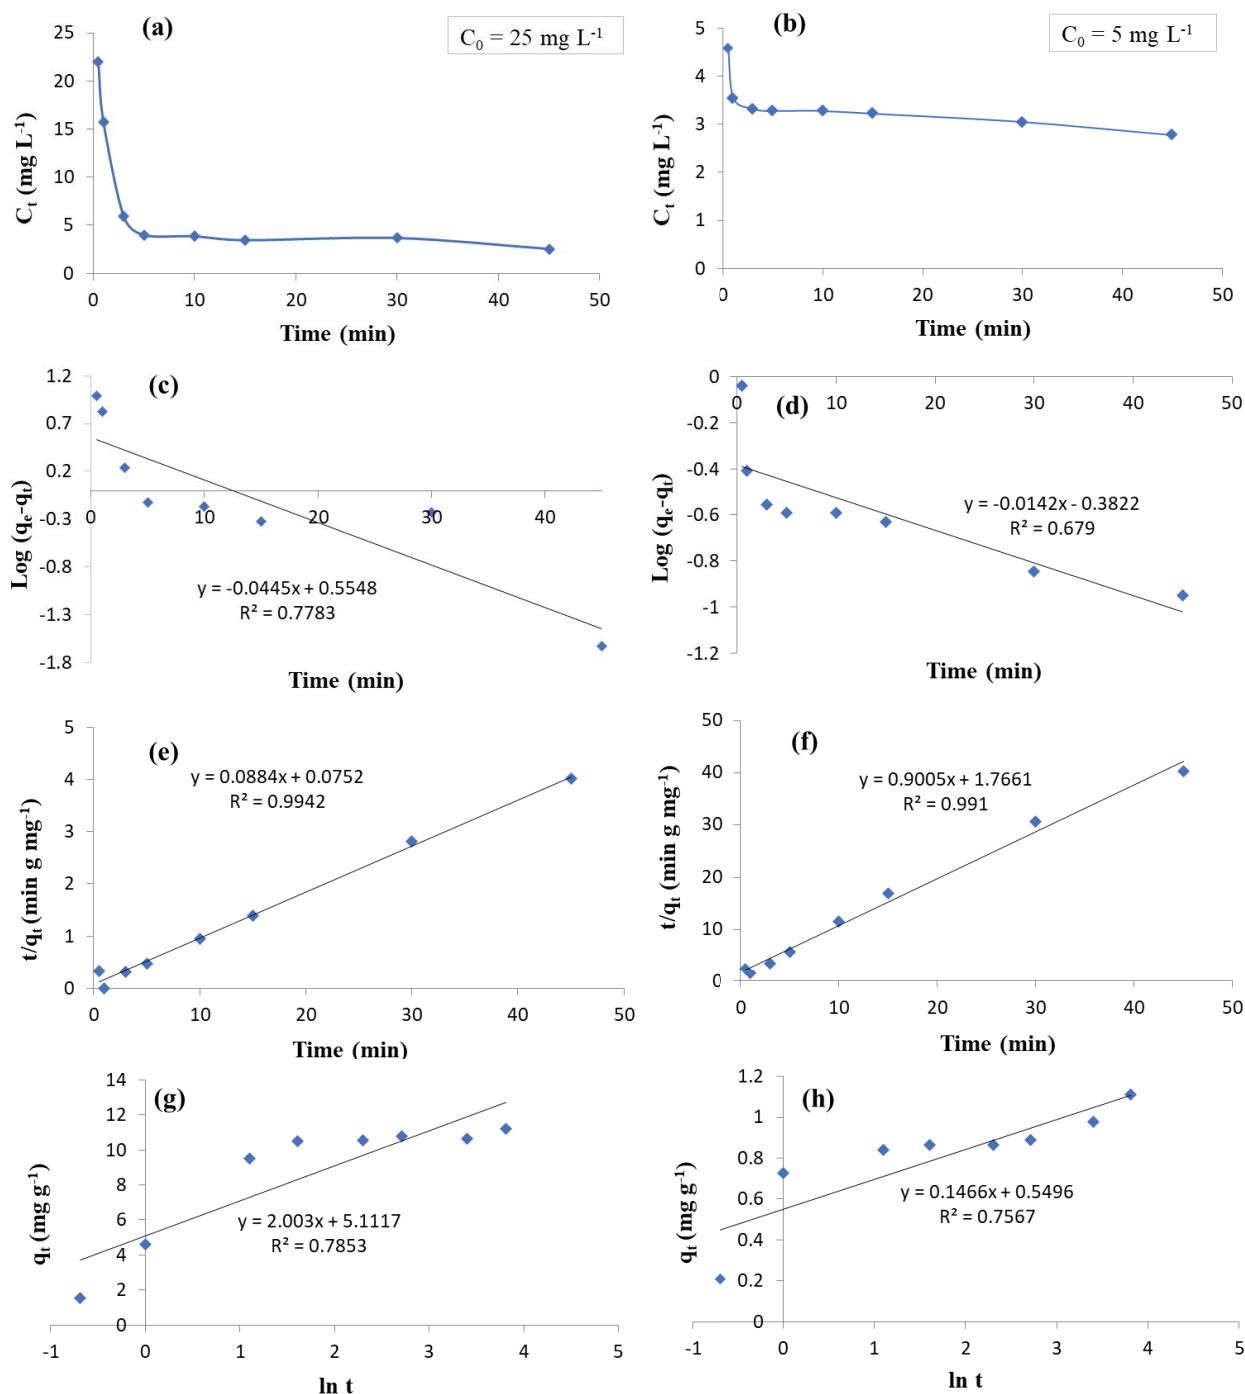 (a)
C₀ = 25 mg L⁻¹
25
20
15
10
5
0
0 10 20 30 40 50
Cₜ (mg L⁻¹)
Time (min)
(b)
C₀ = 5 mg L⁻¹
5
4
3
2
1
0
0 10 20 30 40 50
Cₜ (mg L⁻¹)
Time (min)
(c)
1.2
0.7
0.2
-0.3
-0.8
-1.3
-1.8
0 10 20 30 40
y = -0.0445x + 0.5548
R² = 0.7783
Log (qₑ-qₜ)
Time (min)
(d)
0
-0.2
-0.4
-0.6
-0.8
-1
-1.2
0 10 20 30 40 50
y = -0.0142x - 0.3822
R² = 0.679
Log (qₑ-qₜ)
Time (min)
(e)
5
4
3
2
1
0
0 10 20 30 40 50
y = 0.0884x + 0.0752
R² = 0.9942
t/qₜ (min g mg⁻¹)
Time (min)
(f)
50
40
30
20
10
0
0 10 20 30 40 50
y = 0.9005x + 1.7661
R² = 0.991
t/qₜ (min g mg⁻¹)
Time (min)
(g)
14
12
10
8
6
4
2
0
-1 0 1 2 3 4 5
y = 2.003x + 5.1117
R² = 0.7853
qₜ (mg g⁻¹)
ln t
(h)
1.2
1
0.8
0.6
0.4
0.2
0
-1 0 1 2 3 4 5
y = 0.1466x + 0.5496
R² = 0.7567
qₜ (mg g⁻¹)
ln t